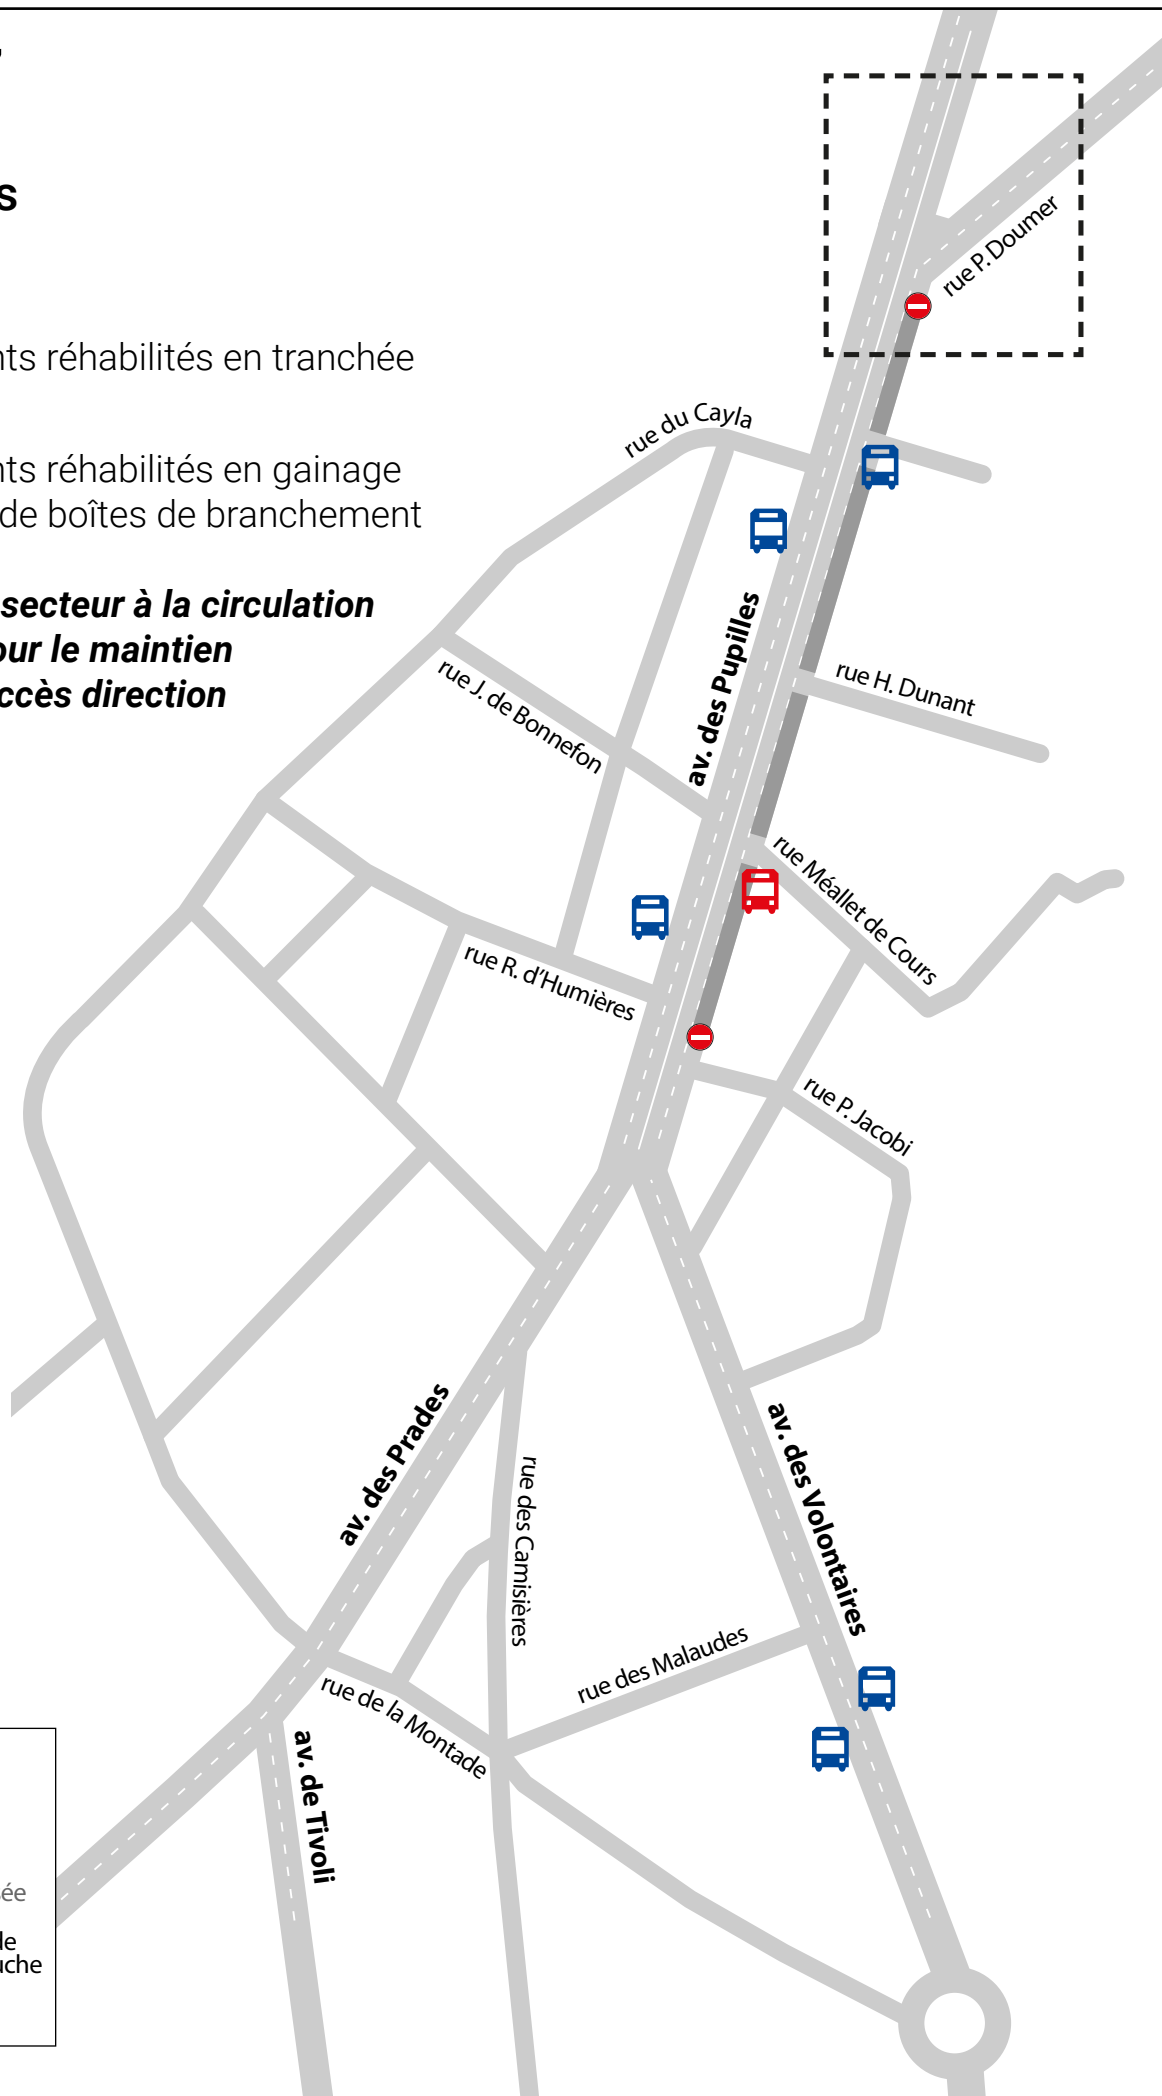 nts réhabilités en tranchée
nts réhabilités en gainage
de boîtes de branchement
secteur à la circulation
our le maintien
ccès direction
rue P. Doumer
rue du Cayla
av. des Pupilles
rue J. de Bonnefon
rue H. Dunant
rue Méallet de Cours
rue R. d'Humières
rue P. Jacobi
av. des Prades
rue des Camisières
av. des Volontaires
rue des Malaudes
rue de la Montade
av. de Tivoli
ée
de
uche